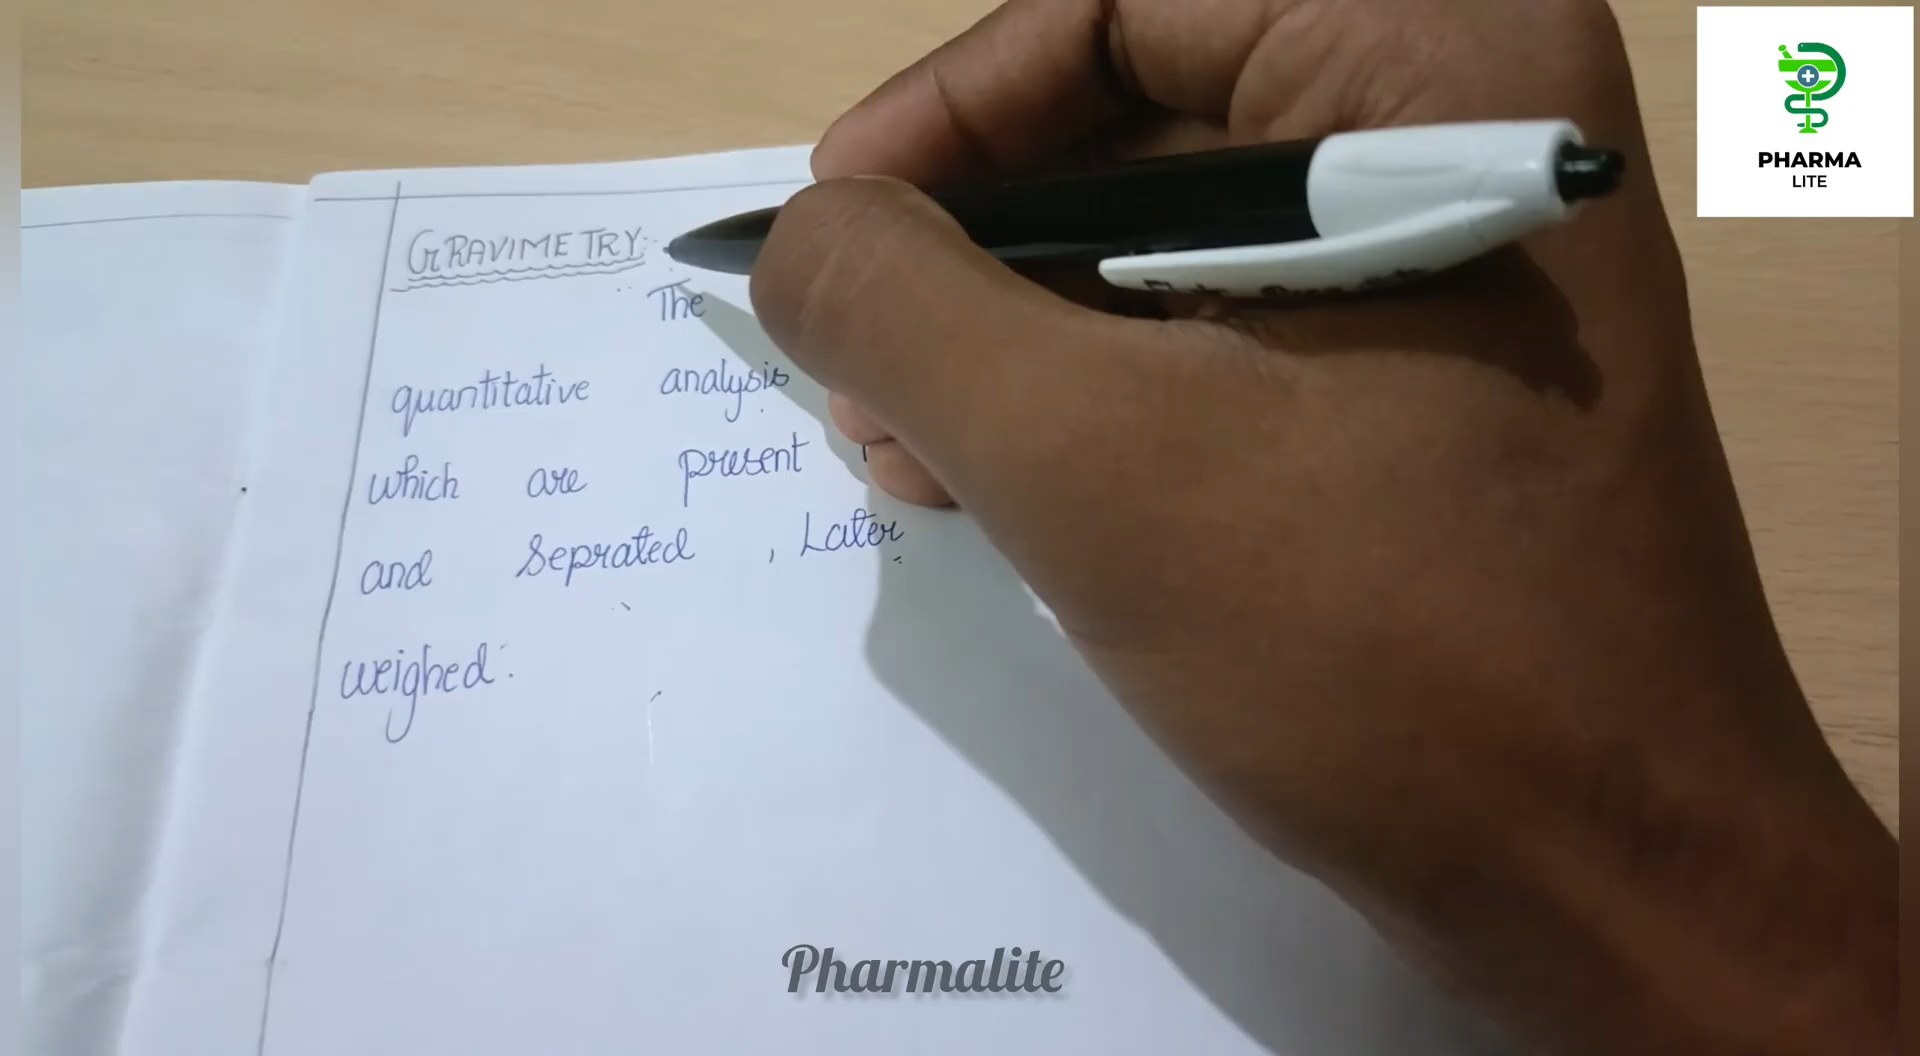 GRAVIMETRY:
The
quantitative analysis
which are present
and Seprated , Later
weighed.
PHARMA
LITE
Pharmalite